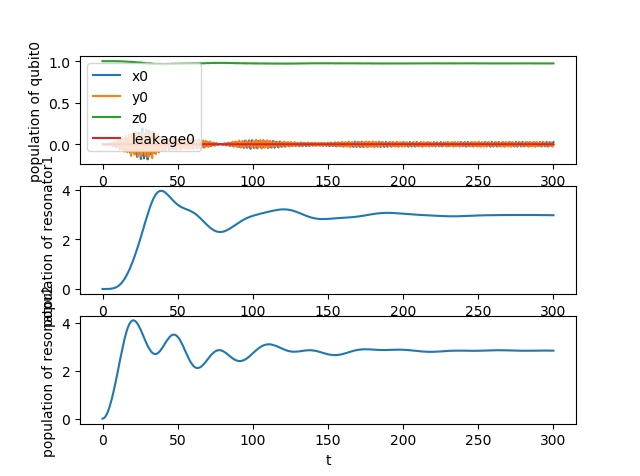 population of qubit0
1.0
0.5
0.0
x0
y0
z0
leakage0
0 50 100 150 200 250 300
population of resonator1
4
2
0
0 50 100 150 200 250 300
population of resonator2
4
2
0
0 50 100 150 200 250 300
t